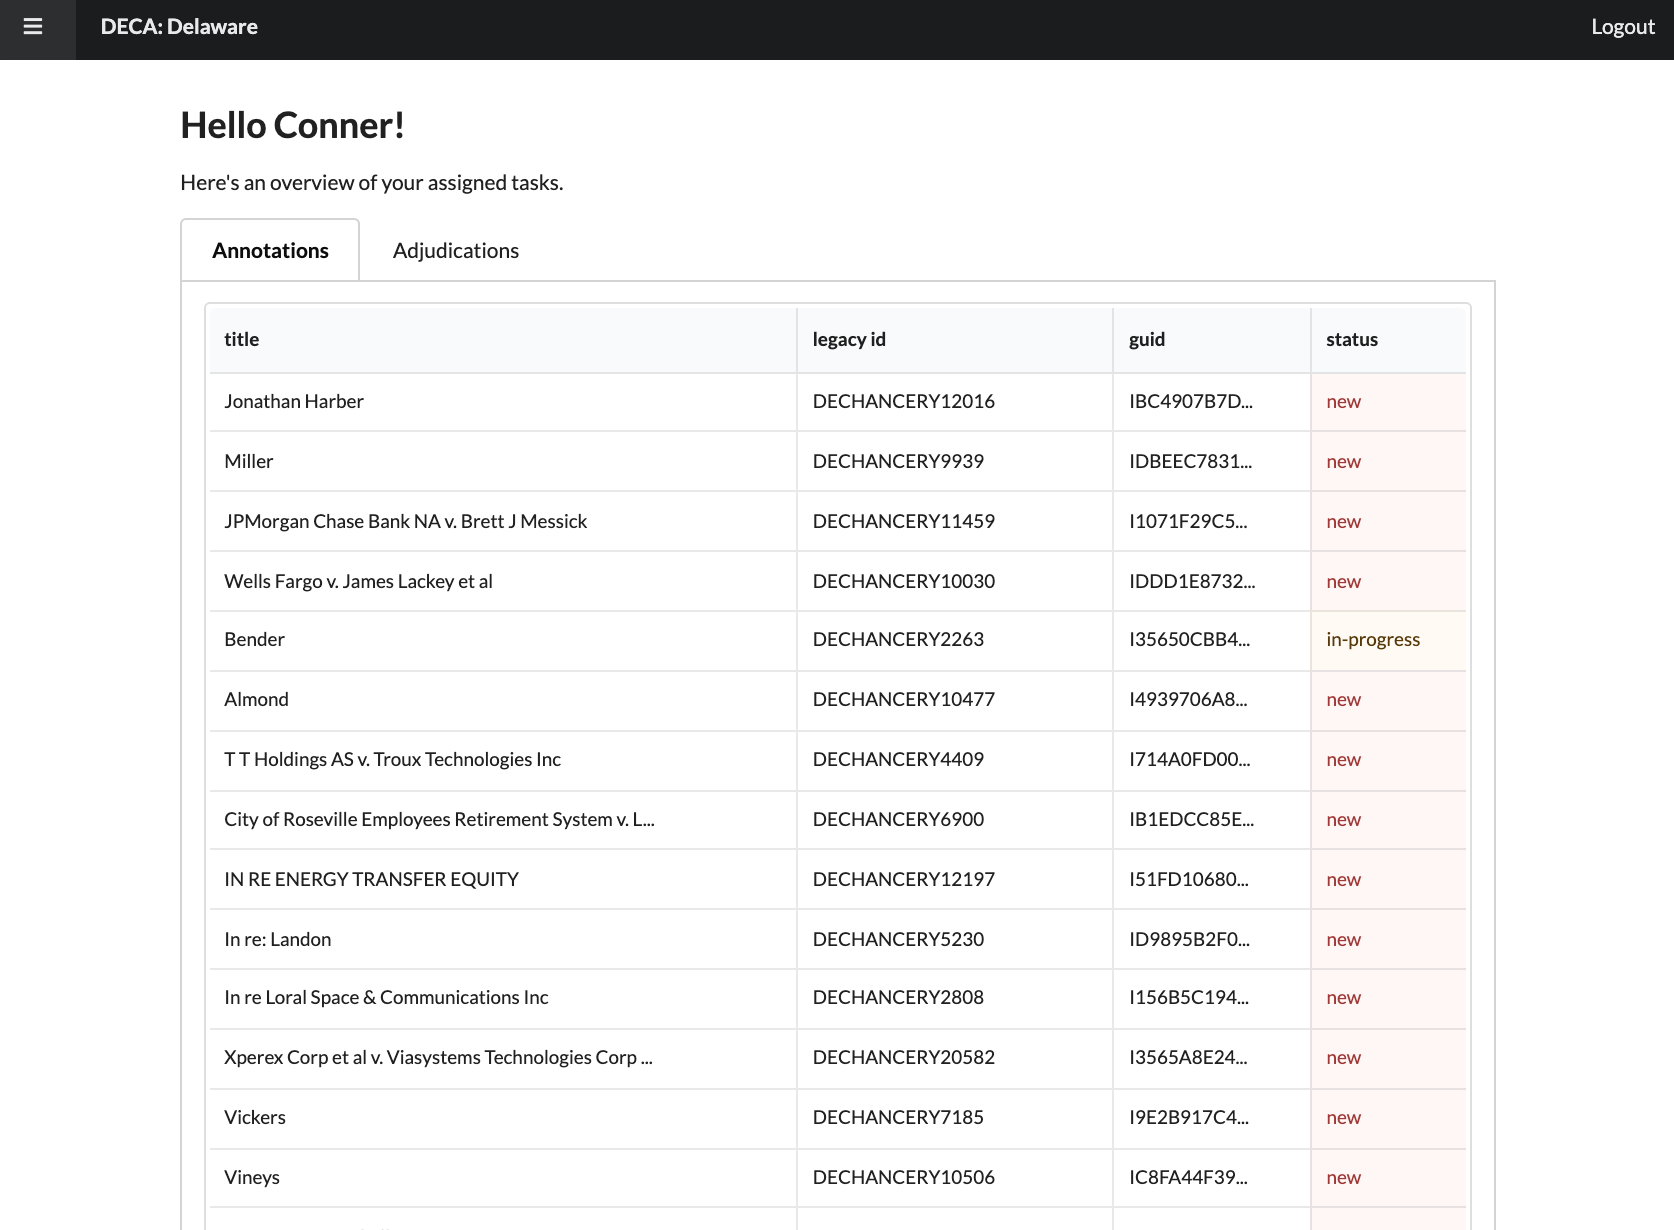 DECA: Delaware Logout
Hello Conner!
Here's an overview of your assigned tasks.
Annotations Adjudications
title legacy id guid status
Jonathan Harber DECHANCERY12016 IBC4907B7D... new
Miller DECHANCERY9939 IDBEEC7831... new
JPMorgan Chase Bank NA v. Brett J Messick DECHANCERY11459 I1071F29C5... new
Wells Fargo v. James Lackey et al DECHANCERY10030 IDDD1E8732... new
Bender DECHANCERY2263 I35650CBB4... in-progress
Almond DECHANCERY10477 I4939706A8... new
T T Holdings AS v. Troux Technologies Inc DECHANCERY4409 I714A0FD00... new
City of Roseville Employees Retirement System v. L... DECHANCERY6900 IB1EDCC85E... new
IN RE ENERGY TRANSFER EQUITY DECHANCERY12197 I51FD10680... new
In re: Landon DECHANCERY5230 ID9895B2F0... new
In re Loral Space & Communications Inc DECHANCERY2808 I156B5C194... new
Xperex Corp et al v. Viasystems Technologies Corp ... DECHANCERY20582 I3565A8E24... new
Vickers DECHANCERY7185 I9E2B917C4... new
Vineys DECHANCERY10506 IC8FA44F39... new